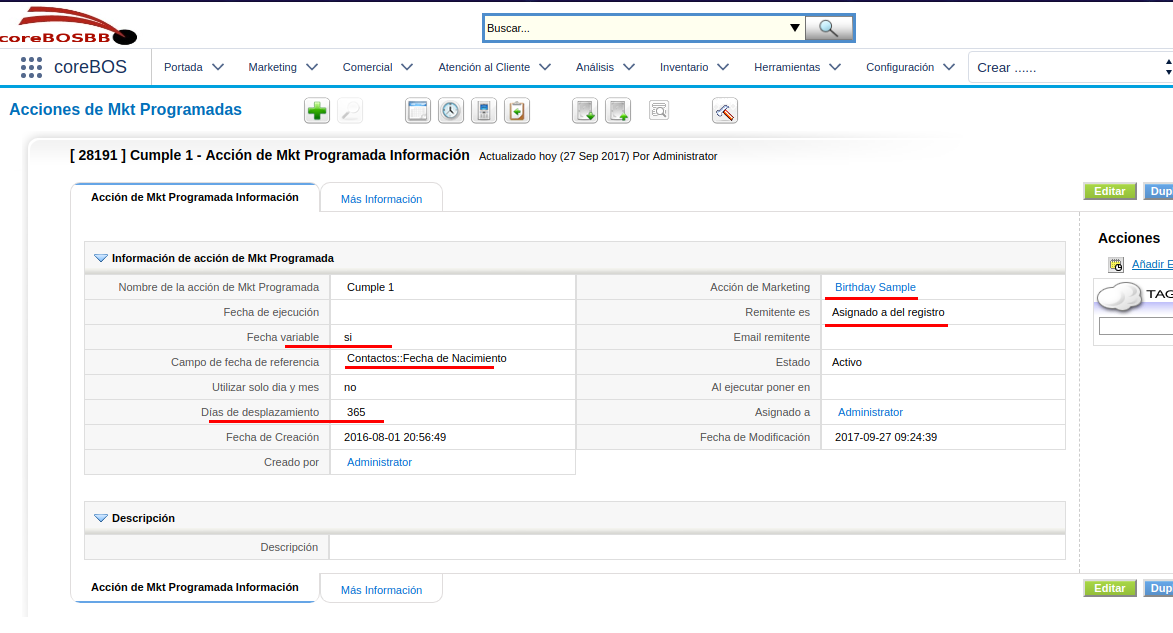 coreBOSBB
Buscar...
coreBOS
Portada Marketing Comercial Atención al Cliente Análisis Inventario Herramientas Configuración Crear ......
Acciones de Mkt Programadas
[ 28191 ] Cumple 1 - Acción de Mkt Programada Información Actualizado hoy (27 Sep 2017) Por Administrator
Acción de Mkt Programada Información Más Información Editar Dup
Acciones
Información de acción de Mkt Programada
Añadir E
Nombre de la acción de Mkt Programada Cumple 1 Acción de Marketing Birthday Sample
TAG
Fecha de ejecución Remitente es Asignado a del registro
Fecha variable si Email remitente
Campo de fecha de referencia Contactos::Fecha de Nacimiento Estado Activo
Utilizar solo dia y mes no Al ejecutar poner en
Días de desplazamiento 365 Asignado a Administrator
Fecha de Creación 2016-08-01 20:56:49 Fecha de Modificación 2017-09-27 09:24:39
Creado por Administrator
Descripción
Descripción
Acción de Mkt Programada Información Más Información Editar Dup